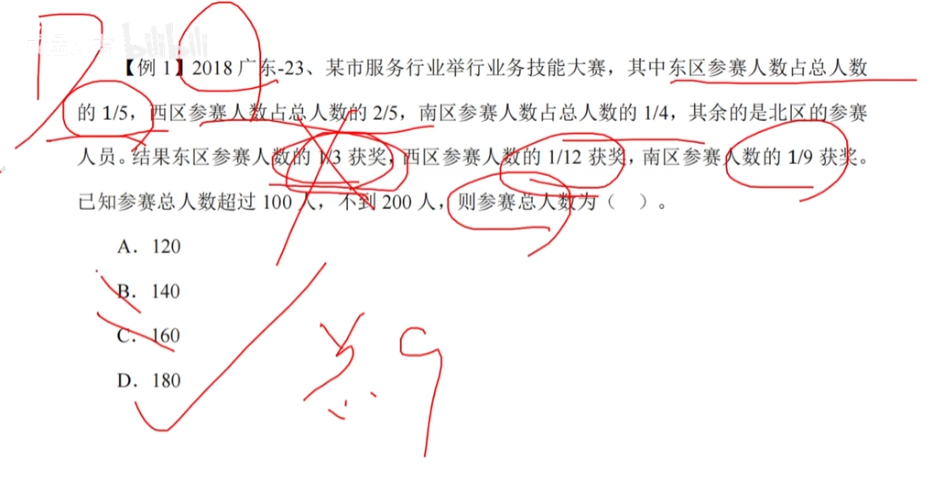 bilibili
【例 1】2018 广东-23、某市服务行业举行业务技能大赛，其中东区参赛人数占总人数
的 1/5，西区参赛人数占总人数的 2/5，南区参赛人数占总人数的 1/4，其余的是北区的参赛
人员。结果东区参赛人数的 1/3 获奖，西区参赛人数的 1/12 获奖，南区参赛人数的 1/9 获奖。
已知参赛总人数超过 100 人，不到 200 人，则参赛总人数为（ ）。
A．120
B．140
C．160
D．180
总 9